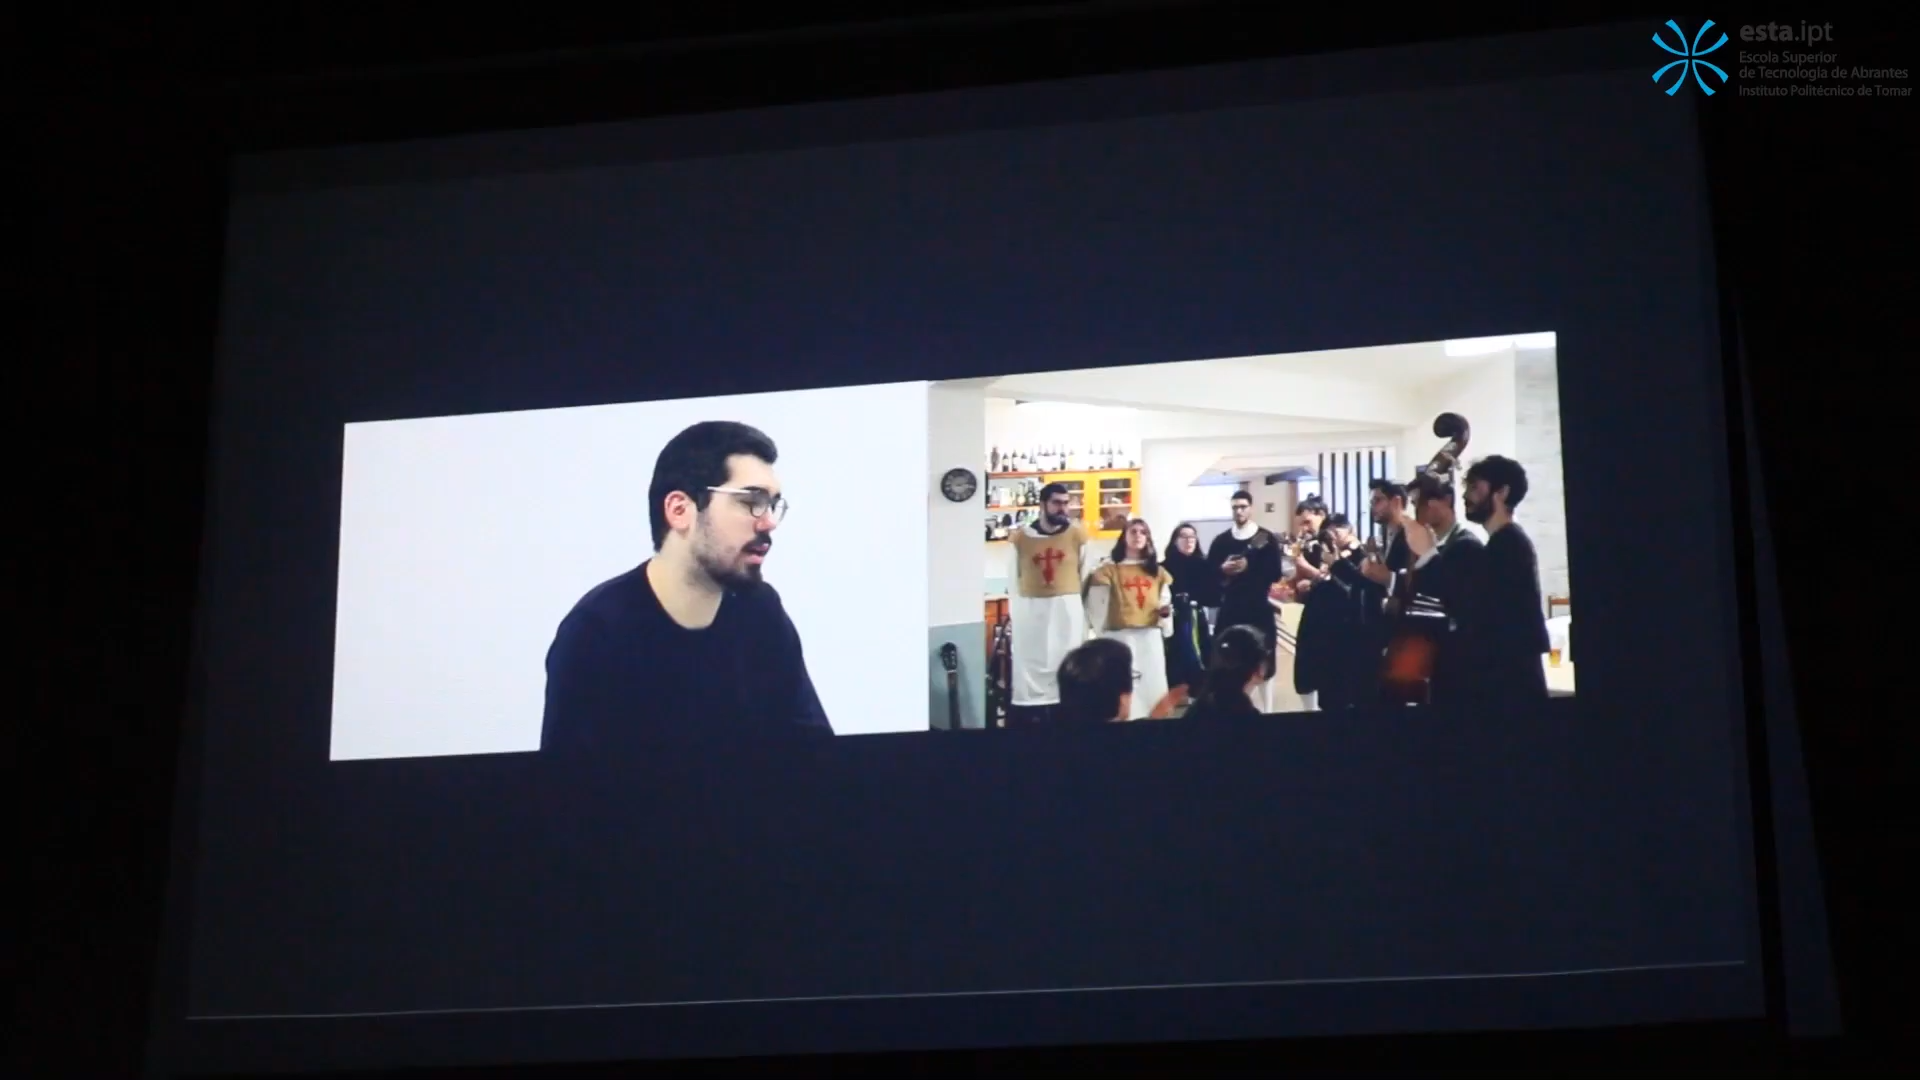 esta.ipt
Escola Superior
de Tecnologia de Abrantes
Instituto Politécnico de Tomar